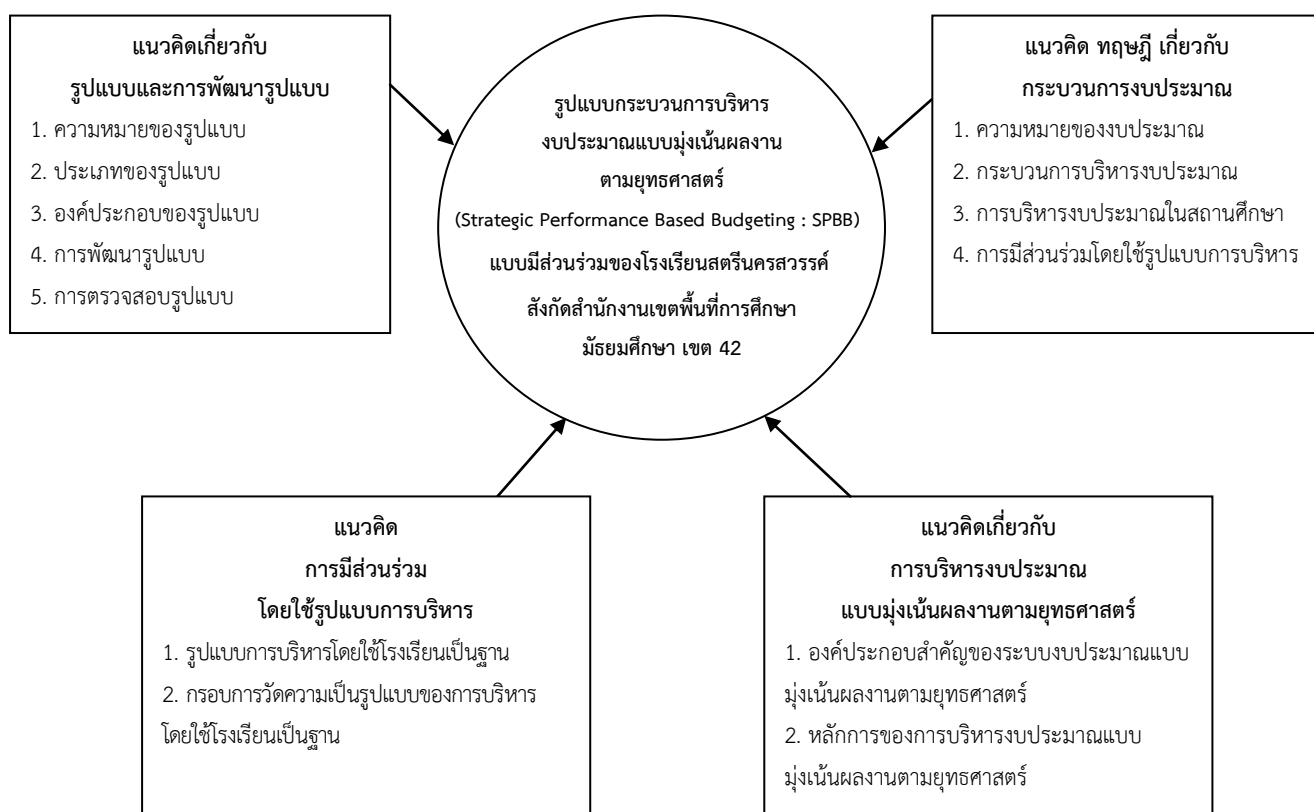 แนวคิดเกี่ยวกับ
รูปแบบและการพัฒนารูปแบบ
1. ความหมายของรูปแบบ
2. ประเภทของรูปแบบ
3. องค์ประกอบของรูปแบบ
4. การพัฒนารูปแบบ
5. การตรวจสอบรูปแบบ
รูปแบบกระบวนการบริหาร
งบประมาณแบบมุ่งเน้นผลงาน
ตามยุทธศาสตร์
(Strategic Performance Based Budgeting : SPBB)
แบบมีส่วนร่วมของโรงเรียนสตรีนครสวรรค์
สังกัดสำนักงานเขตพื้นที่การศึกษา
มัธยมศึกษา เขต 42
แนวคิด ทฤษฎี เกี่ยวกับ
กระบวนการงบประมาณ
1. ความหมายของงบประมาณ
2. กระบวนการบริหารงบประมาณ
3. การบริหารงบประมาณในสถานศึกษา
4. การมีส่วนร่วมโดยใช้รูปแบบการบริหาร
แนวคิด
การมีส่วนร่วม
โดยใช้รูปแบบการบริหาร
1. รูปแบบการบริหารโดยใช้โรงเรียนเป็นฐาน
2. กรอบการวัดความเป็นรูปแบบของการบริหาร
โดยใช้โรงเรียนเป็นฐาน
แนวคิดเกี่ยวกับ
การบริหารงบประมาณ
แบบมุ่งเน้นผลงานตามยุทธศาสตร์
1. องค์ประกอบสำคัญของระบบงบประมาณแบบ
มุ่งเน้นผลงานตามยุทธศาสตร์
2. หลักการของการบริหารงบประมาณแบบ
มุ่งเน้นผลงานตามยุทธศาสตร์